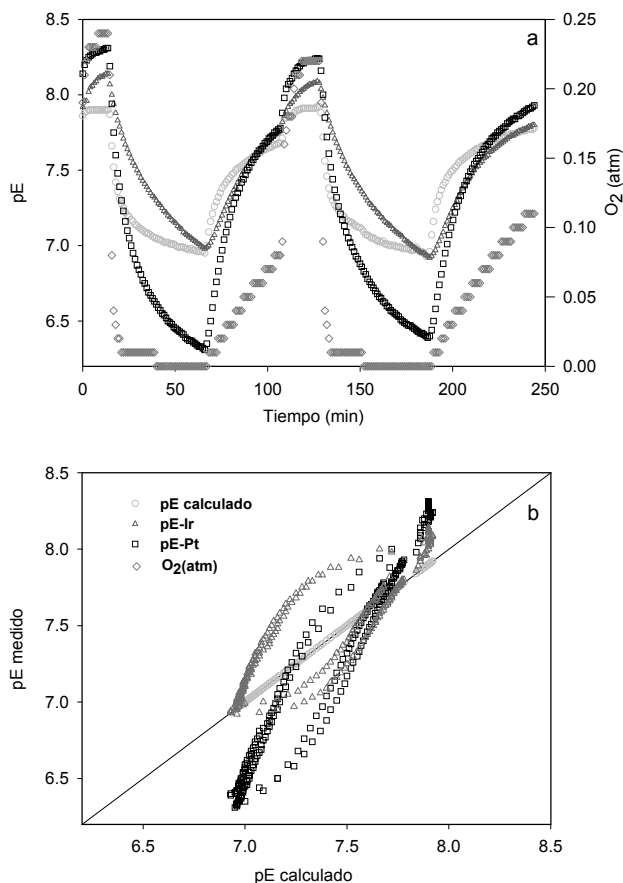 a
8.5
8.0
7.5
7.0
6.5
pE
0.25
0.20
0.15
0.10
0.05
0.00
O2 (atm)
0 50 100 150 200 250
Tiempo (min)
b
8.5
8.0
7.5
7.0
6.5
pE medido
pE calculado
pE-Ir
pE-Pt
O2(atm)
6.5 7.0 7.5 8.0 8.5
pE calculado